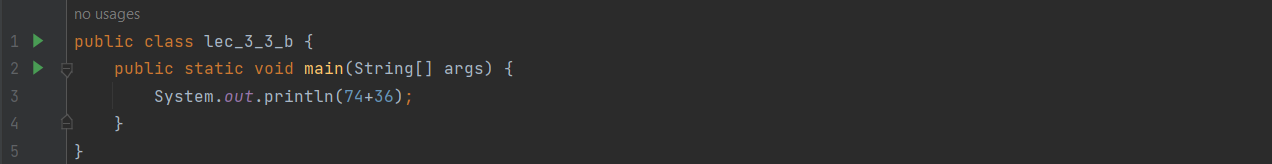 no usages
1 public class lec_3_3_b {
2     public static void main(String[] args) {
3         System.out.println(74+36);
4     }
5 }